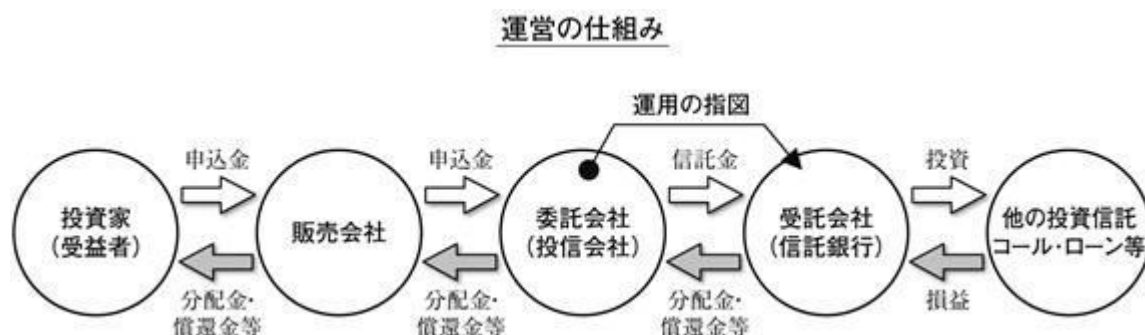 運営の仕組み
運用の指図
申込金
申込金
信託金
投資
投資家
（受益者）
販売会社
委託会社
（投信会社）
受託会社
（信託銀行）
他の投資信託
コール・ローン等
分配金・
償還金等
分配金・
償還金等
分配金・
償還金等
損益